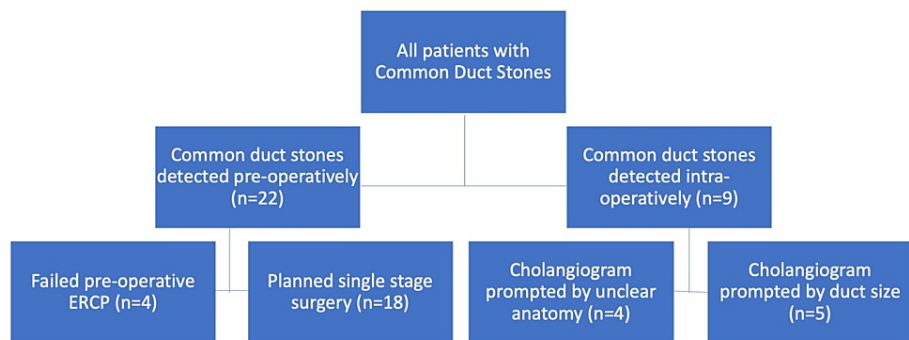 All patients with
Common Duct Stones
Common duct stones
detected pre-operatively
(n=22)
Common duct stones
detected intra-
operatively (n=9)
Failed pre-operative
ERCP (n=4)
Planned single stage
surgery (n=18)
Cholangiogram
prompted by unclear
anatomy (n=4)
Cholangiogram
prompted by duct size
(n=5)